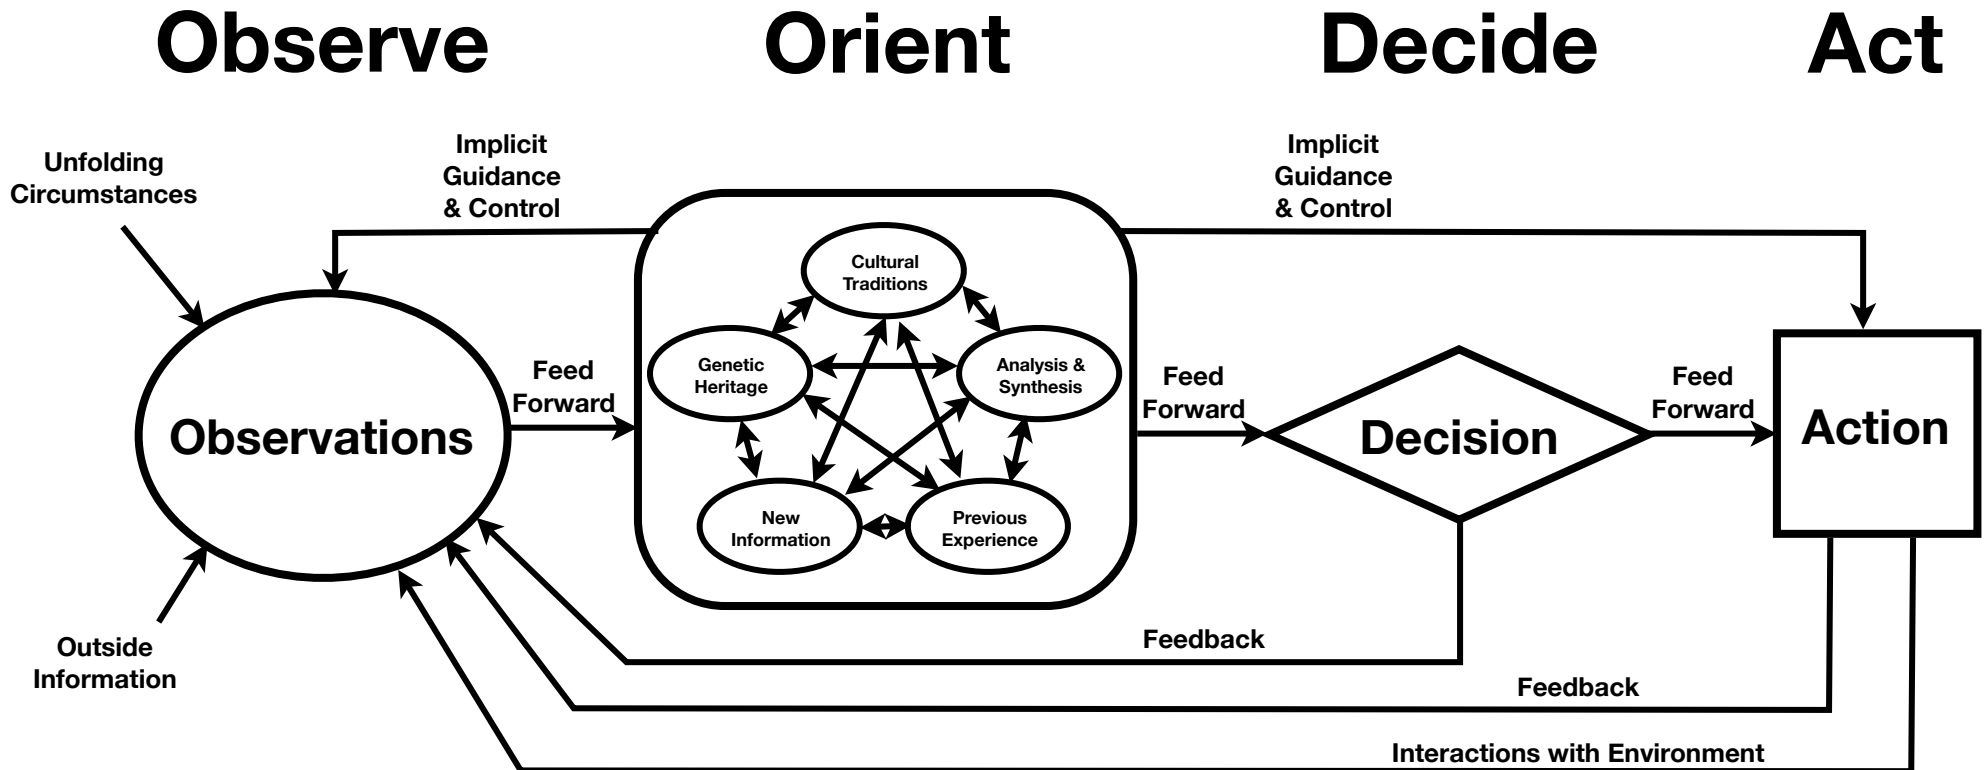 Observe
Orient
Decide
Act
Unfolding
Circumstances
Implicit
Guidance
& Control
Implicit
Guidance
& Control
Cultural
Traditions
Genetic
Heritage
Analysis &
Synthesis
New
Information
Previous
Experience
Observations
Feed
Forward
Feed
Forward
Decision
Feed
Forward
Action
Outside
Information
Feedback
Feedback
Interactions with Environment